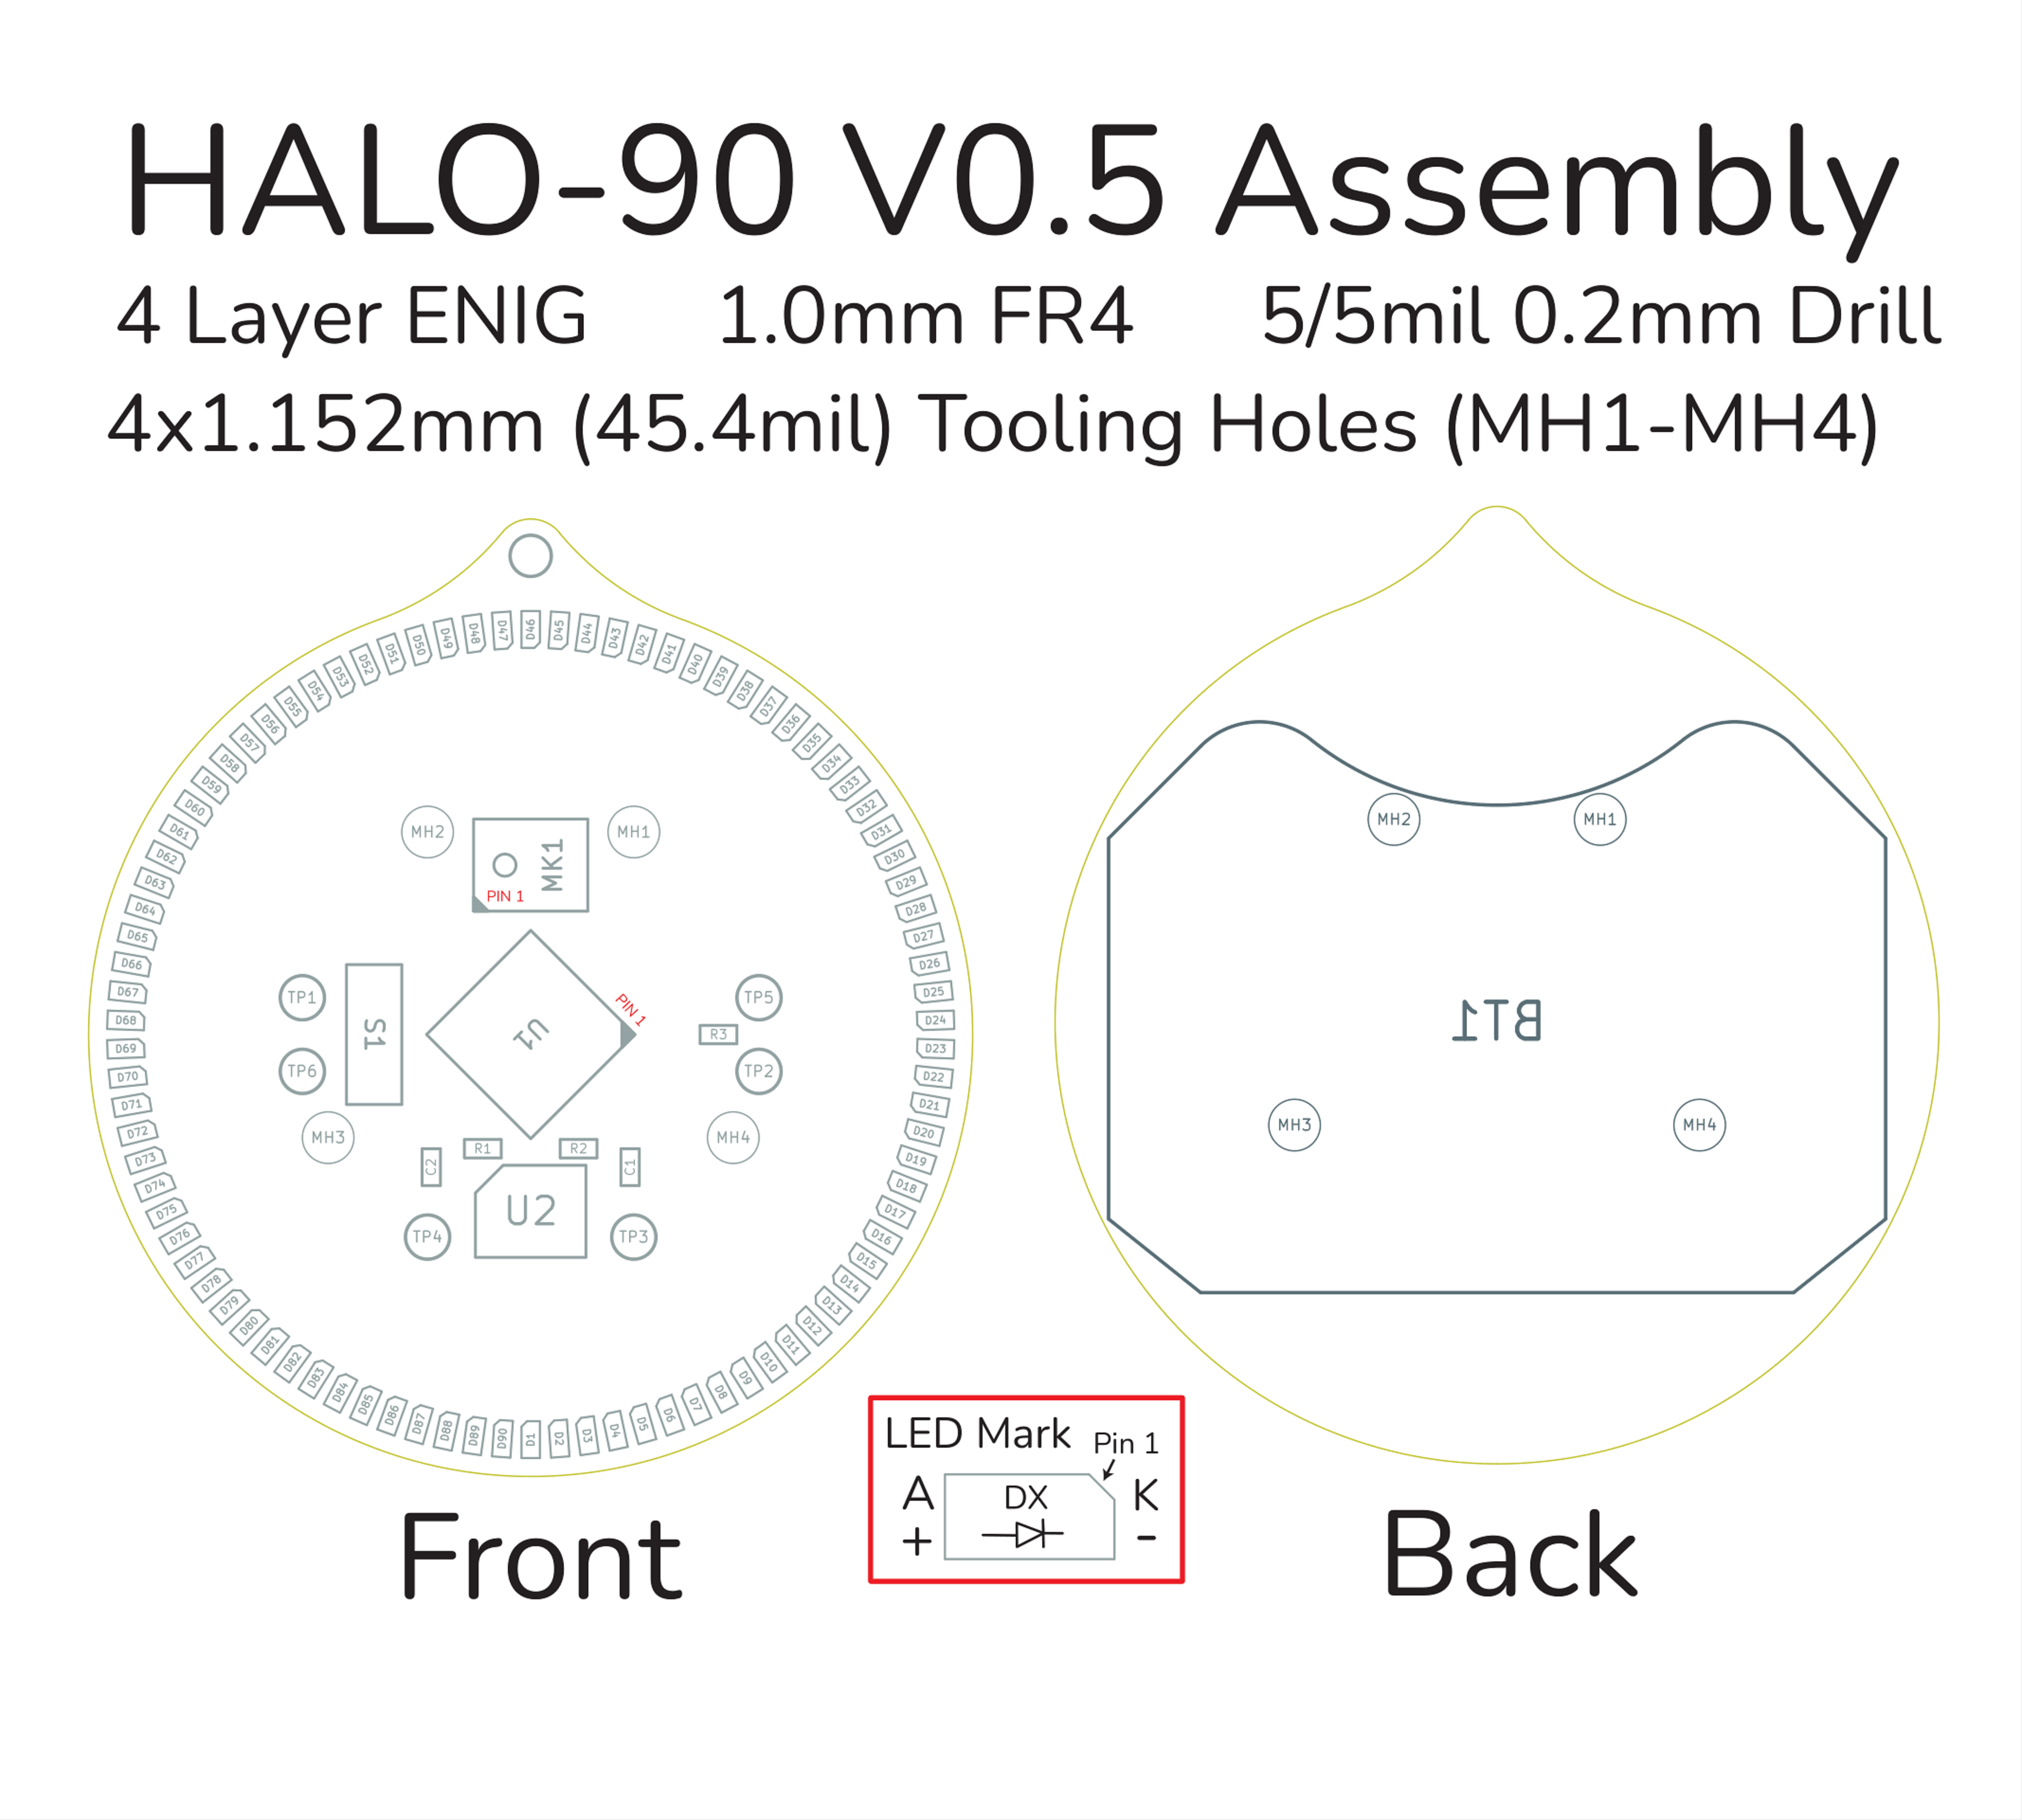 HALO-90 V0.5 Assembly
4 Layer ENIG 1.0mm FR4 5/5mil 0.2mm Drill
4x1.152mm (45.4mil) Tooling Holes (MH1-MH4)
D46
D45
D44
D43
D42
D41
D40
D39
D38
D37
D36
D35
D34
D33
D32
D31
D30
D29
D28
D27
D26
D25
D24
D23
D22
D21
D20
D19
D18
D17
D16
D15
D14
D13
D12
D11
D10
D9
D8
D7
D6
D5
D4
D3
D2
D1
D90
D89
D88
D87
D86
D85
D84
D83
D82
D81
D80
D79
D78
D77
D76
D75
D74
D73
D72
D71
D70
D69
D68
D67
D66
D65
D64
D63
D62
D61
D60
D59
D58
D57
D56
D55
D54
D53
D52
D51
D50
D49
D48
D47
MH2
MH1
MK1
PIN 1
TP1
S1
U1
PIN 1
TP5
R3
TP6
TP2
MH3
MH4
R1
R2
C2
C1
U2
TP4
TP3
MH2
MH1
BT1
MH3
MH4
LED Mark
Pin 1
A DX K
+ -
Front
Back